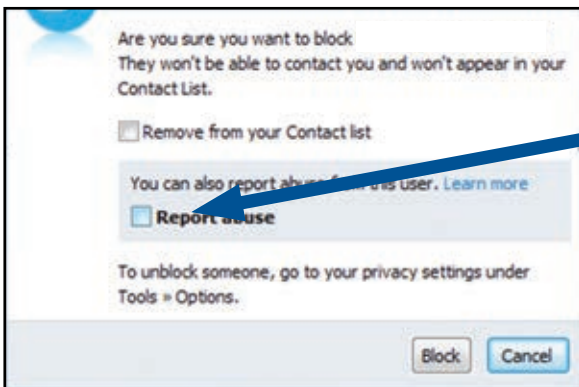 Are you sure you want to block
They won't be able to contact you and won't appear in your
Contact List.
Remove from your Contact list
You can also report abuse from this user. Learn more
Report abuse
To unblock someone, go to your privacy settings under
Tools » Options.
Block
Cancel